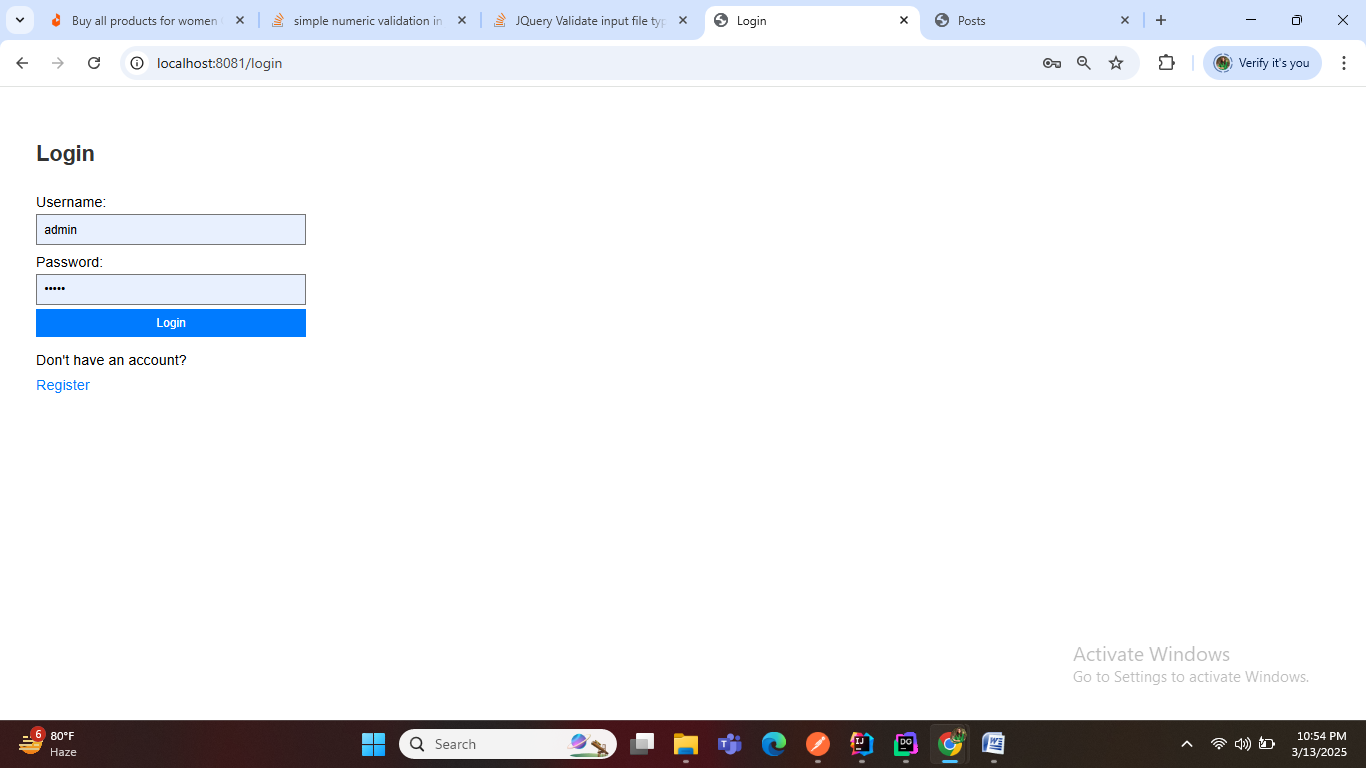 Buy all products for women
simple numeric validation in
JQuery Validate input file typ
Login
Posts
localhost:8081/login
Verify it's you
Login
Username:
admin
Password:
•••••
Login
Don't have an account?
Register
Activate Windows
Go to Settings to activate Windows.
6
80°F
Haze
Search
10:54 PM
3/13/2025